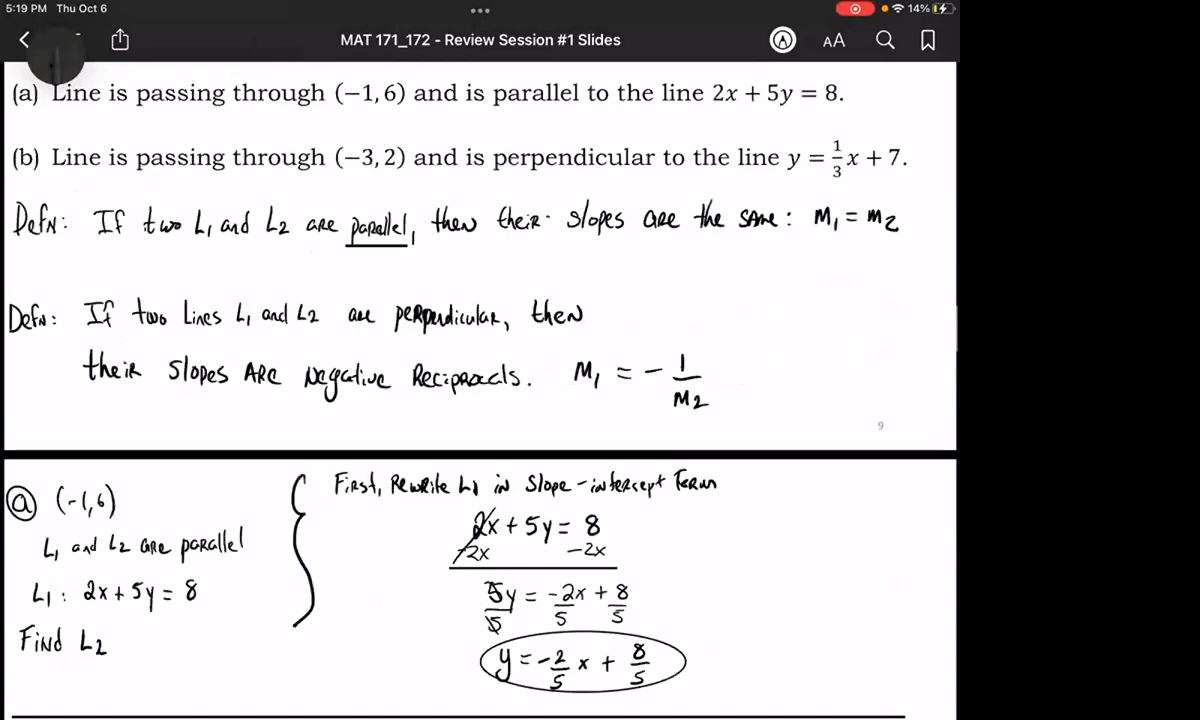 5:19 PM Thu Oct 6
14%
MAT 171_172 - Review Session #1 Slides
AA
(a) Line is passing through (−1, 6) and is parallel to the line 2x + 5y = 8.
(b) Line is passing through (−3, 2) and is perpendicular to the line y = 1/3 x + 7.
Defn: If two L1 and L2 are parallel, then their slopes are the same: M1 = m2
Defn: If two Lines L1 and L2 are perpendicular, then
their slopes are negative reciprocals. M1 = - 1/M2
9
(a) (-1,6)
L1 and L2 are parallel
L1: 2x + 5y = 8
Find L2
First, Rewrite L1 in Slope-intercept Form
2x + 5y = 8
-2x -2x
5y/5 = -2x/5 + 8/5
y = -2/5 x + 8/5